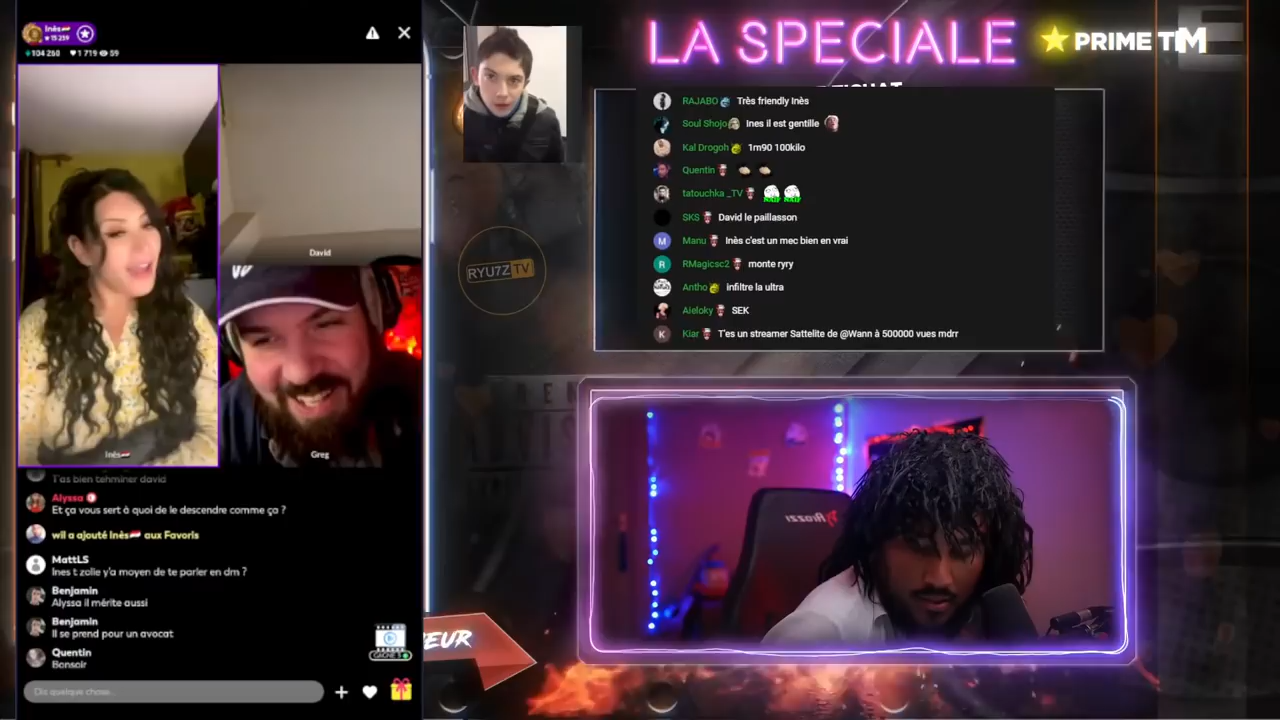 Inès
15 239
104 260 1 719 59
David
Inès
Greg
T'as bien tehminer david
Alyssa
Et ça vous sert à quoi de le descendre comme ça ?
wil a ajouté Inès aux Favoris
MattLS
Ines t zolie y'a moyen de te parler en dm ?
Benjamin
Alyssa il mérite aussi
Benjamin
Il se prend pour un avocat
Quentin
Bonsoir
Dis quelque chose...
LA SPECIALE
PRIME TM
RAJABO Très friendly Inès
Soul Shojo Ines il est gentille
Kal Drogoh 1m90 100kilo
Quentin
tatouchka _TV
SKS David le paillasson
M Manu Inès c'est un mec bien en vrai
R RMagicsc2 monte ryry
Antho infiltre la ultra
Aieloky SEK
K Kiar T'es un streamer Sattelite de @Wann à 500000 vues mdrr
RYU7Z TV
EUR
Arozzi